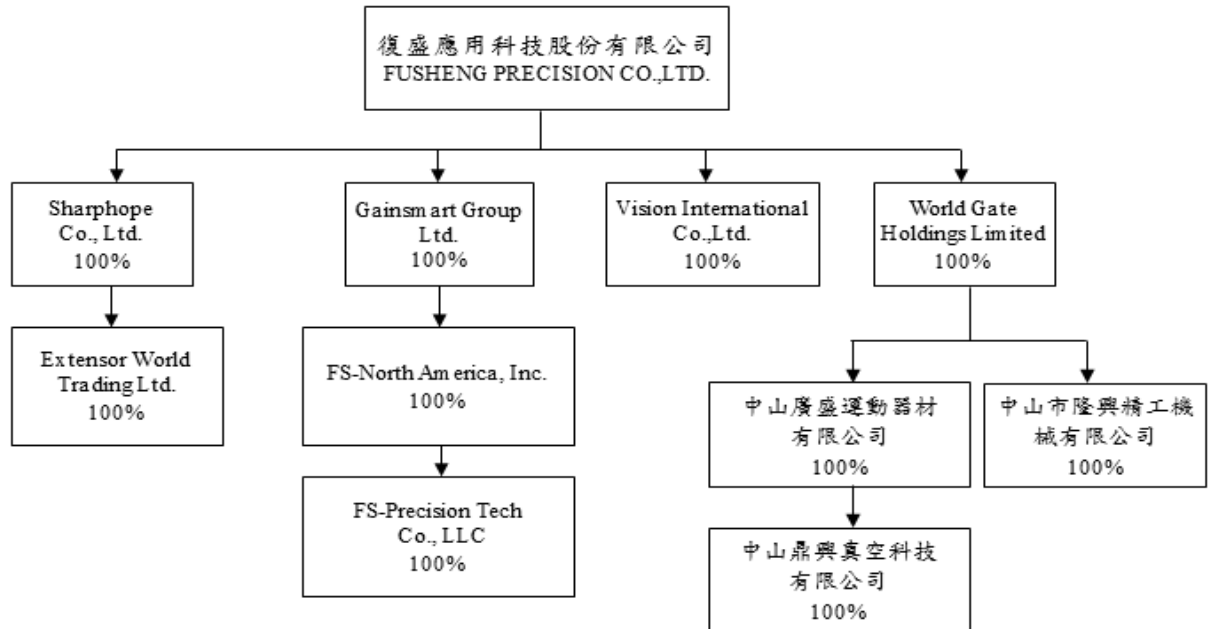 復盛應用科技股份有限公司
FUSHENG PRECISION CO.,LTD.
Sharphope
Co., Ltd.
100%
Gainsmart Group
Ltd.
100%
Vision International
Co.,Ltd.
100%
World Gate
Holdings Limited
100%
Extensor World
Trading Ltd.
100%
FS-North America, Inc.
100%
中山廣盛運動器材
有限公司
100%
中山市隆興精工機
械有限公司
100%
FS-Precision Tech
Co., LLC
100%
中山鼎興真空科技
有限公司
100%